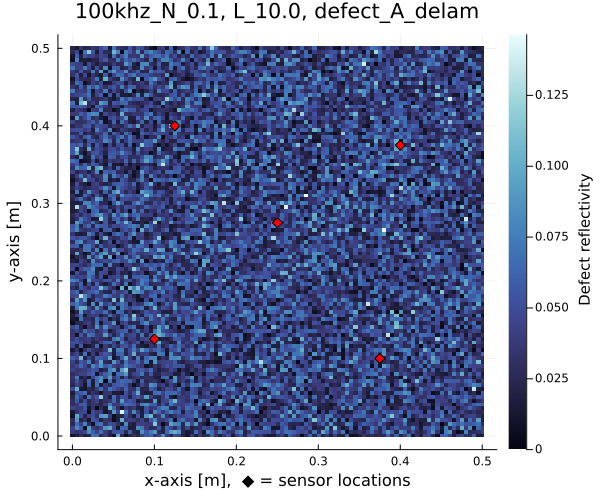 100khz_N_0.1, L_10.0, defect_A_delam
0.5
0.4
0.3
0.2
0.1
0.0
y-axis [m]
0.0 0.1 0.2 0.3 0.4 0.5
x-axis [m], ◆ = sensor locations
0.125
0.100
0.075
0.050
0.025
0
Defect reflectivity